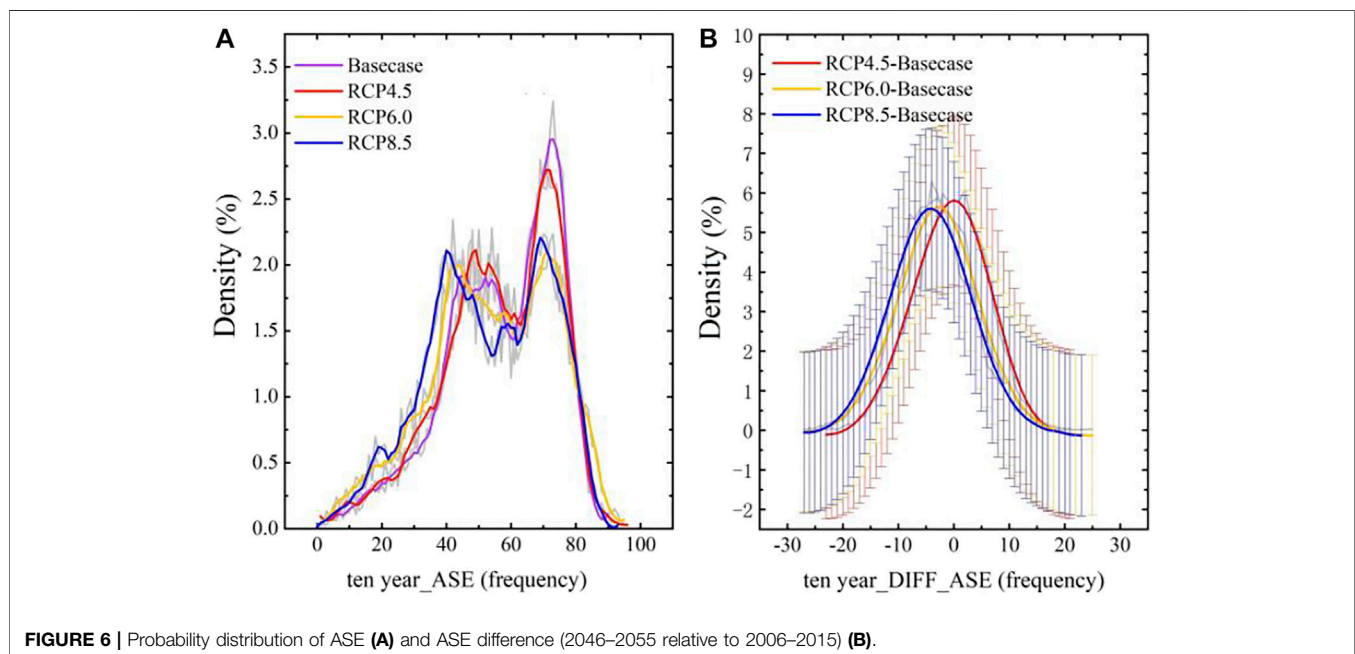 A
Basecase
RCP4.5
RCP6.0
RCP8.5
Density (%)
3.5
3.0
2.5
2.0
1.5
1.0
0.5
0.0
0 20 40 60 80 100
ten year_ASE (frequency)
B
RCP4.5-Basecase
RCP6.0-Basecase
RCP8.5-Basecase
Density (%)
10
9
8
7
6
5
4
3
2
1
0
-1
-2
-30 -20 -10 0 10 20 30
ten year_DIFF_ASE (frequency)
FIGURE 6 | Probability distribution of ASE (A) and ASE difference (2046–2055 relative to 2006–2015) (B).